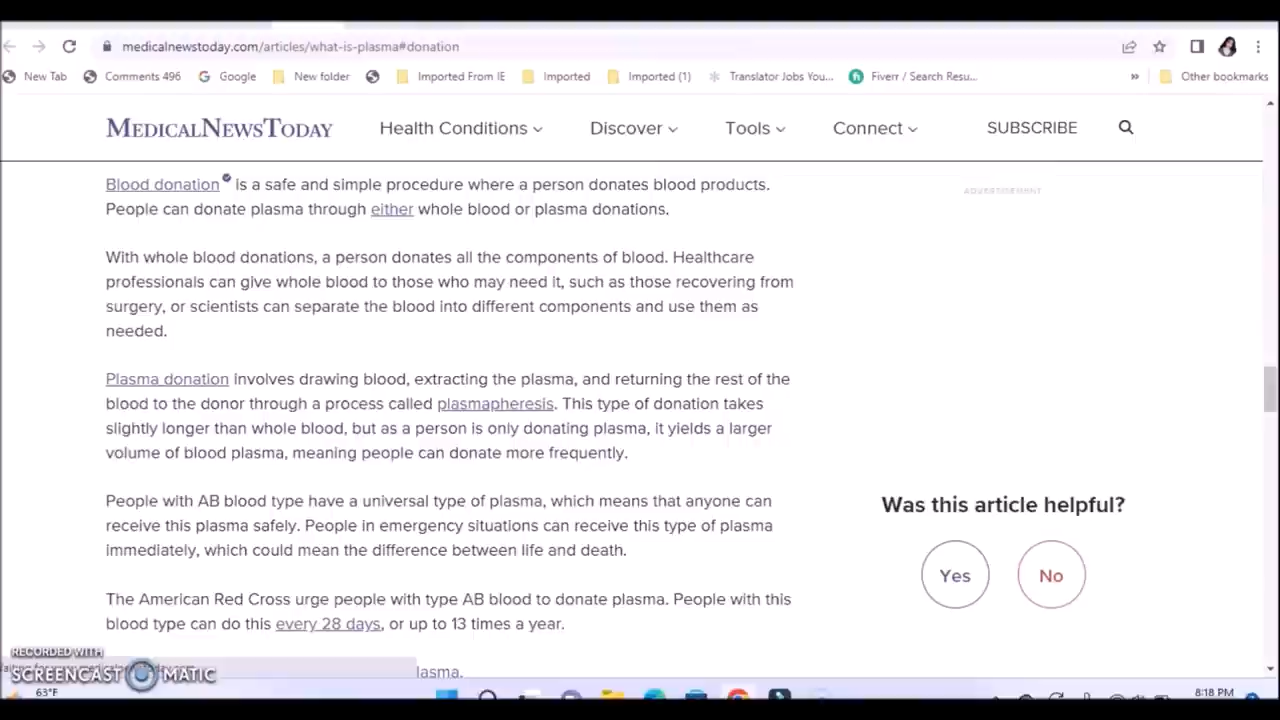 medicalnewstoday.com/articles/what-is-plasma#donation
New Tab Comments 496 Google New folder Imported From IE Imported Imported (1) Translator Jobs You... Fiverr / Search Resu... » Other bookmarks
MEDICALNEWSTODAY Health Conditions Discover Tools Connect SUBSCRIBE
Blood donation is a safe and simple procedure where a person donates blood products.
ADVERTISEMENT
People can donate plasma through either whole blood or plasma donations.
With whole blood donations, a person donates all the components of blood. Healthcare
professionals can give whole blood to those who may need it, such as those recovering from
surgery, or scientists can separate the blood into different components and use them as
needed.
Plasma donation involves drawing blood, extracting the plasma, and returning the rest of the
blood to the donor through a process called plasmapheresis. This type of donation takes
slightly longer than whole blood, but as a person is only donating plasma, it yields a larger
volume of blood plasma, meaning people can donate more frequently.
People with AB blood type have a universal type of plasma, which means that anyone can
receive this plasma safely. People in emergency situations can receive this type of plasma
immediately, which could mean the difference between life and death.
Was this article helpful?
Yes No
The American Red Cross urge people with type AB blood to donate plasma. People with this
blood type can do this every 28 days, or up to 13 times a year.
RECORDED WITH
SCREENCAST MATIC
lasma.
63°F
8:18 PM